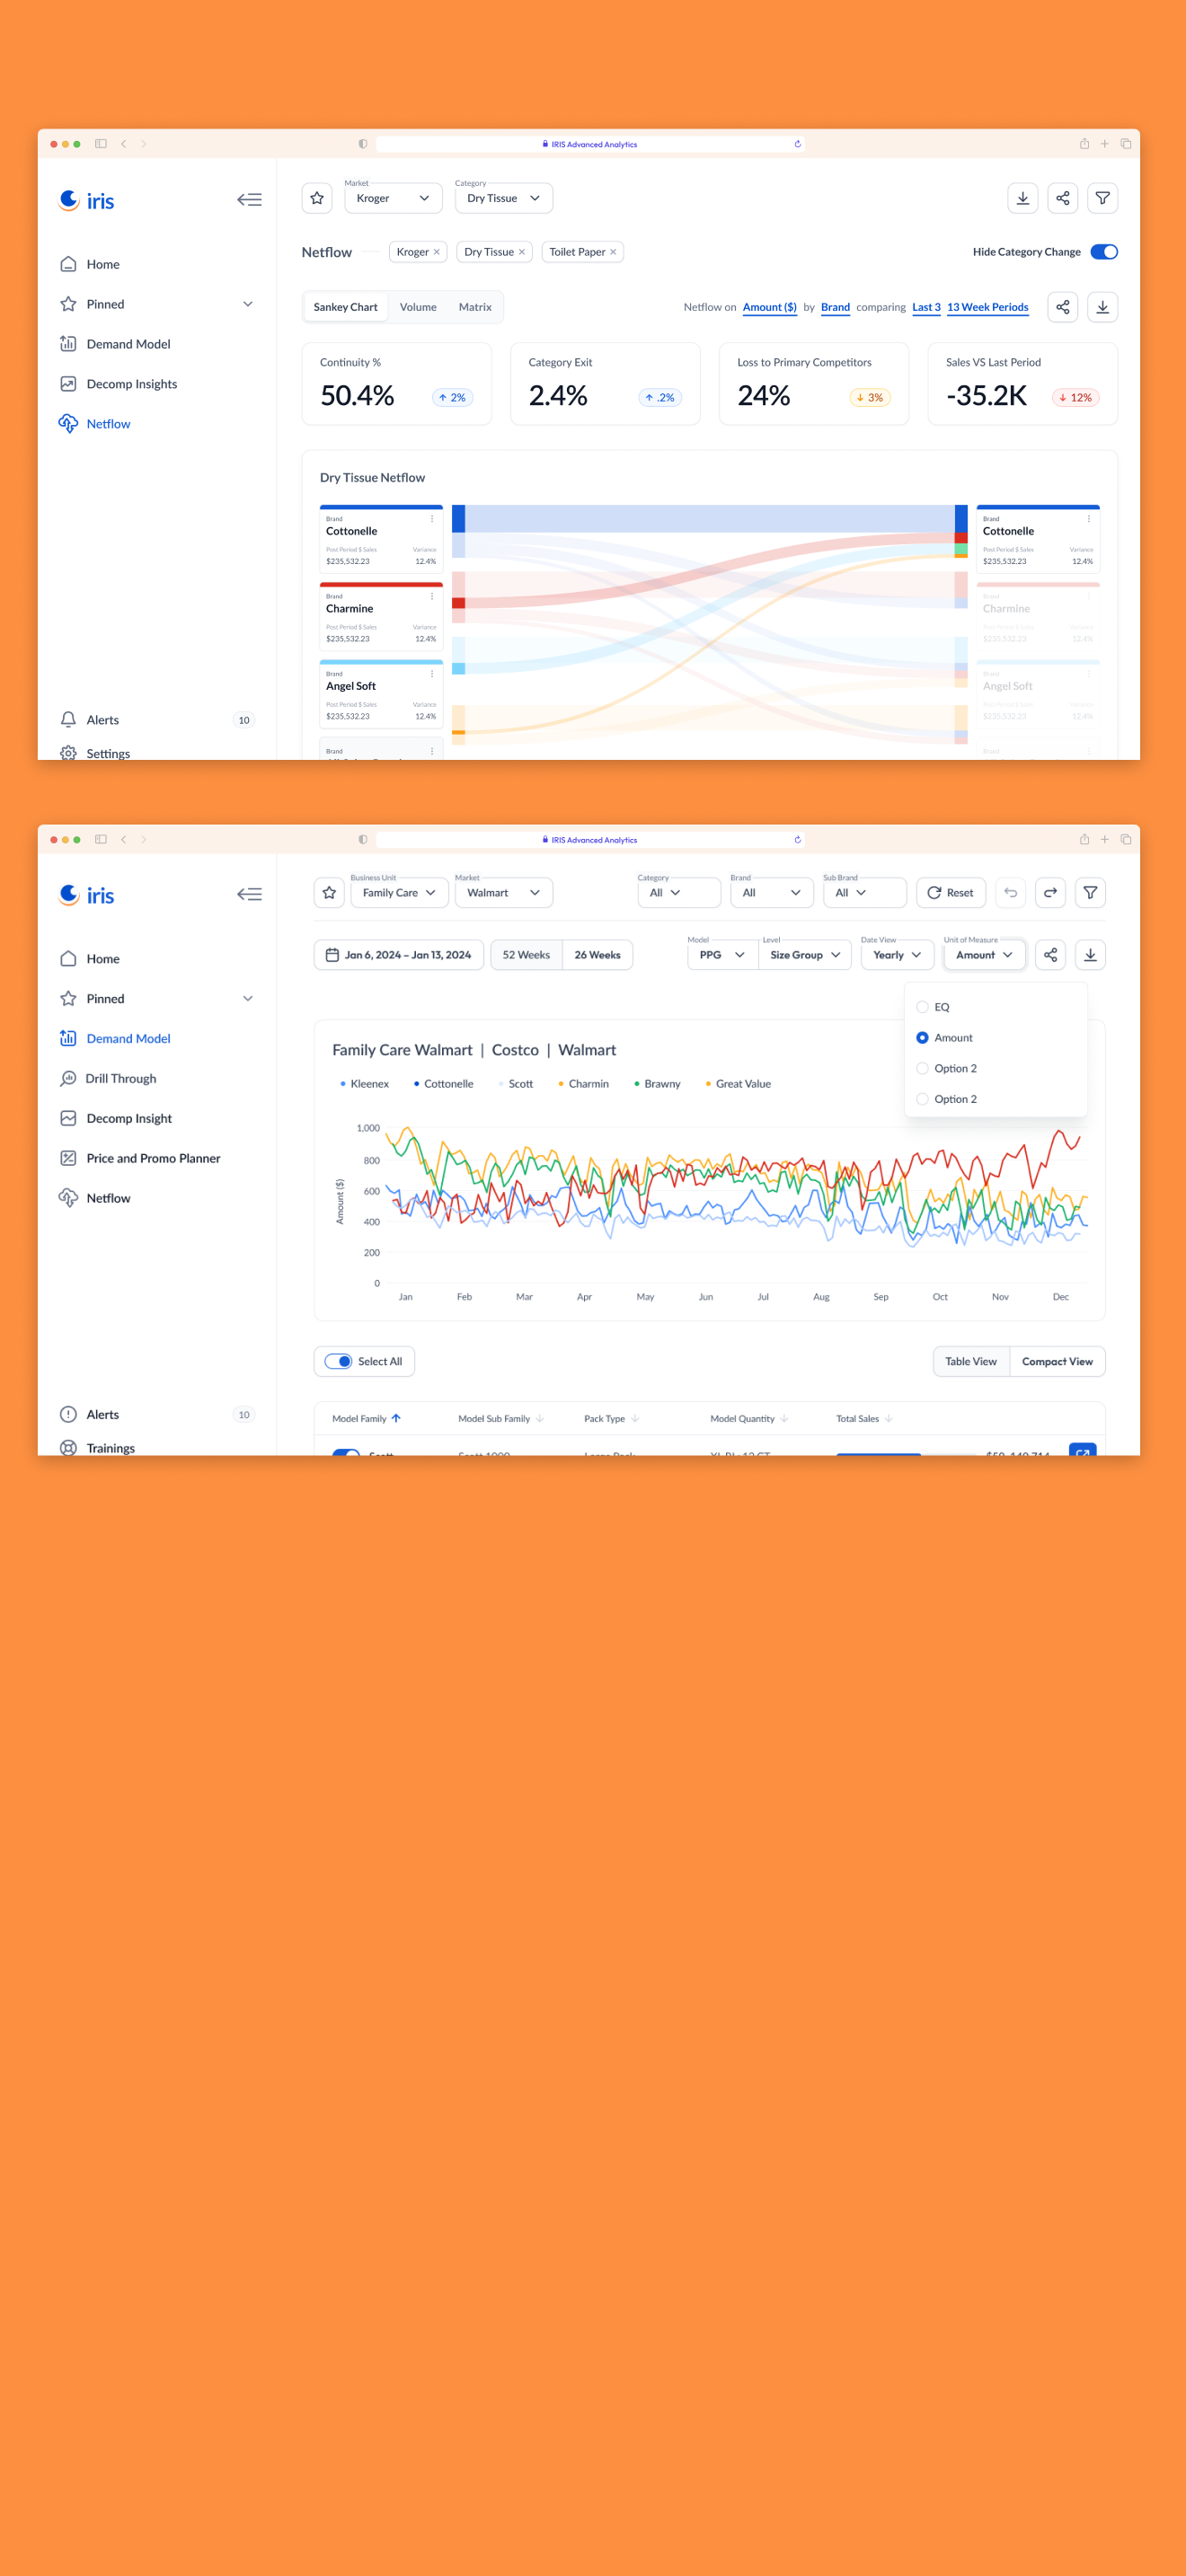 IRIS Advanced Analytics
iris
Market
Kroger
Category
Dry Tissue
Netflow
Kroger ×
Dry Tissue ×
Toilet Paper ×
Hide Category Change
Home
Pinned
Demand Model
Decomp Insights
Netflow
Sankey Chart
Volume
Matrix
Netflow on Amount ($) by Brand comparing Last 3 13 Week Periods
Continuity %
50.4%
2%
Category Exit
2.4%
.2%
Loss to Primary Competitors
24%
3%
Sales VS Last Period
-35.2K
12%
Dry Tissue Netflow
Brand
Cottonelle
Post Period $ Sales Variance
$235,532.23 12.4%
Brand
Charmine
Post Period $ Sales Variance
$235,532.23 12.4%
Brand
Angel Soft
Post Period $ Sales Variance
$235,532.23 12.4%
Brand
Brand
Cottonelle
Post Period $ Sales Variance
$235,532.23 12.4%
Brand
Charmine
Post Period $ Sales Variance
$235,532.23 12.4%
Brand
Angel Soft
Post Period $ Sales Variance
$235,532.23 12.4%
Brand
Alerts 10
Settings
IRIS Advanced Analytics
iris
Business Unit
Family Care
Market
Walmart
Category
All
Brand
All
Sub Brand
All
Reset
Home
Pinned
Demand Model
Drill Through
Decomp Insight
Price and Promo Planner
Netflow
Jan 6, 2024 – Jan 13, 2024
52 Weeks
26 Weeks
Model
PPG
Level
Size Group
Date View
Yearly
Unit of Measure
Amount
EQ
Amount
Option 2
Option 2
Family Care Walmart | Costco | Walmart
Kleenex Cottonelle Scott Charmin Brawny Great Value
Amount ($)
1,000
800
600
400
200
0
Jan Feb Mar Apr May Jun Jul Aug Sep Oct Nov Dec
Select All
Table View
Compact View
Model Family
Model Sub Family
Pack Type
Model Quantity
Total Sales
Alerts 10
Trainings